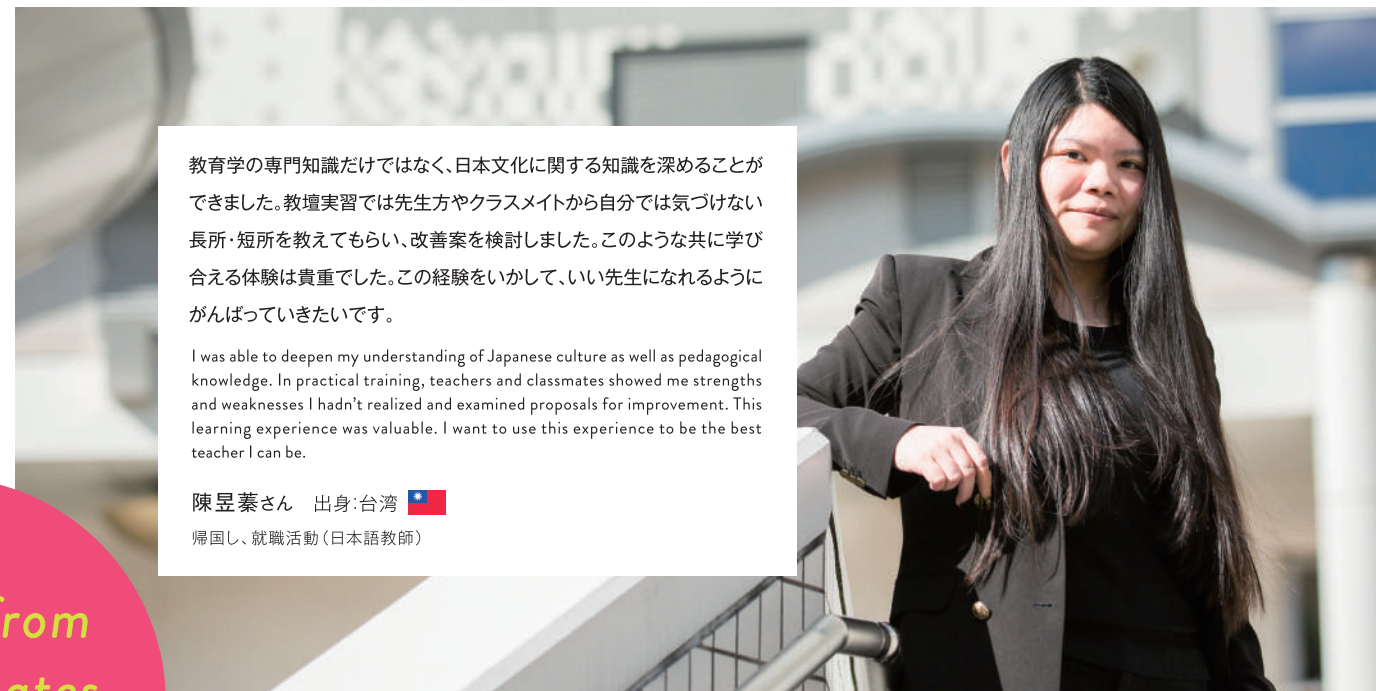 教育学の専門知識だけではなく、日本文化に関する知識を深めることが
できました。教壇実習では先生方やクラスメイトから自分では気づけない
長所・短所を教えてもらい、改善案を検討しました。このような共に学び
合える体験は貴重でした。この経験をいかして、いい先生になれるように
がんばっていきたいです。
I was able to deepen my understanding of Japanese culture as well as pedagogical
knowledge. In practical training, teachers and classmates showed me strengths
and weaknesses I hadn't realized and examined proposals for improvement. This
learning experience was valuable. I want to use this experience to be the best
teacher I can be.
陳昱蓁さん 出身:台湾
帰国し、就職活動(日本語教師)
from